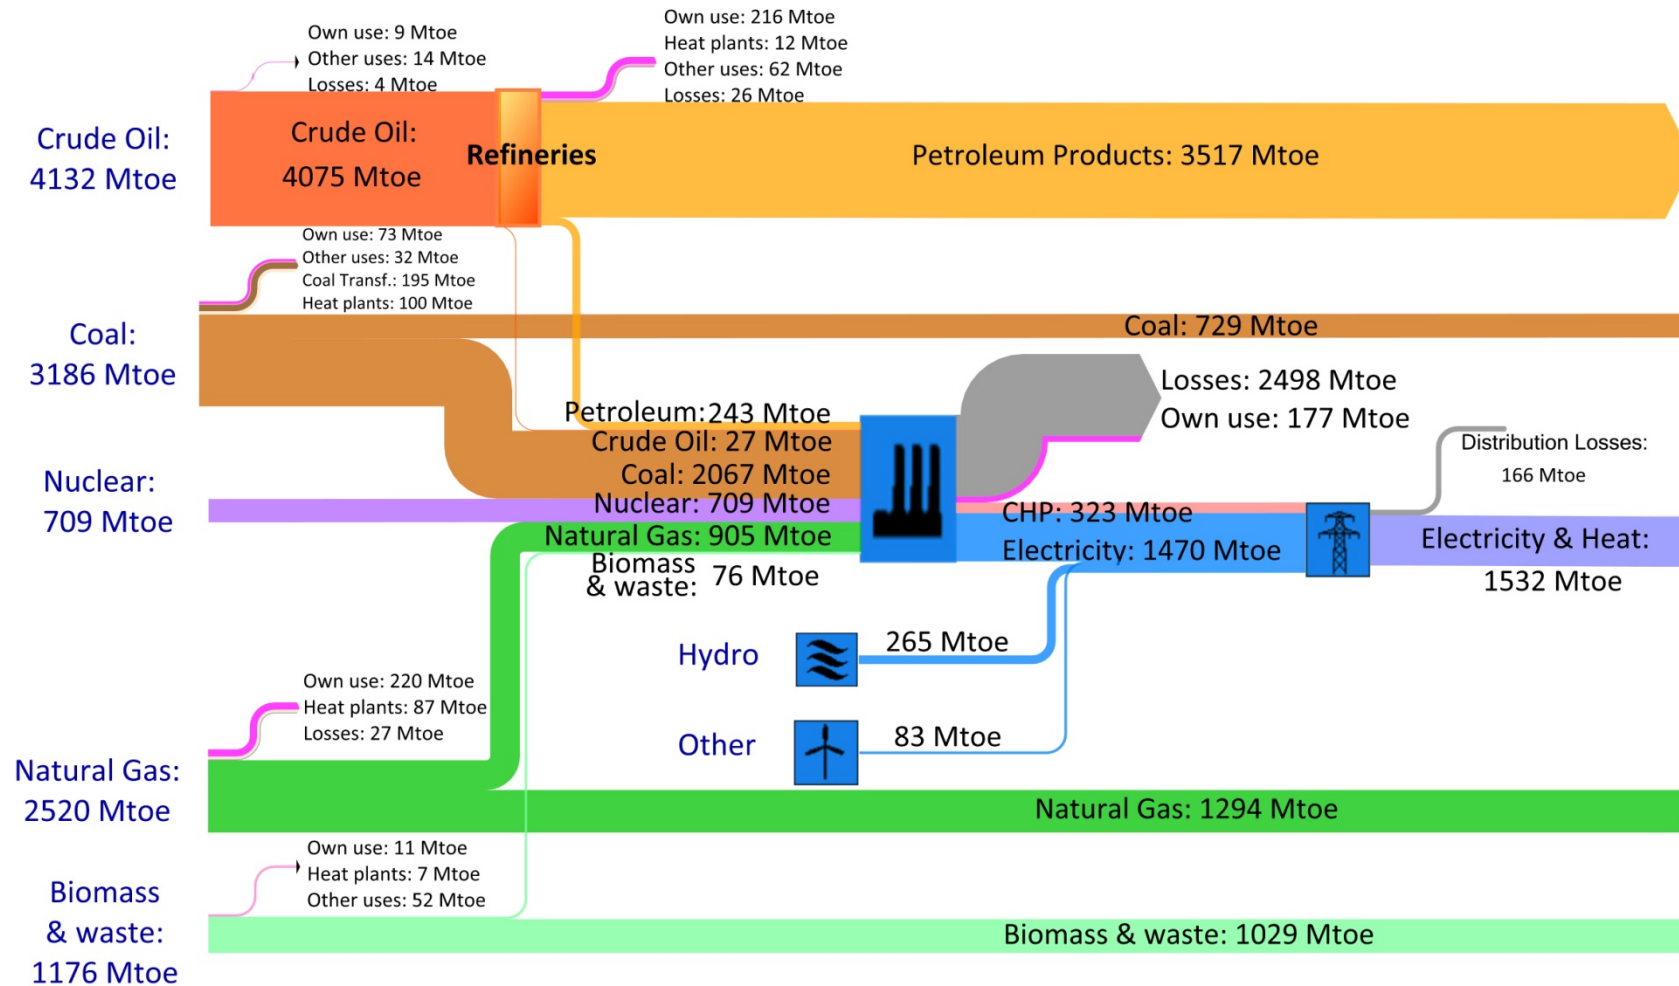 Own use: 9 Mtoe
Other uses: 14 Mtoe
Losses: 4 Mtoe
Own use: 216 Mtoe
Heat plants: 12 Mtoe
Other uses: 62 Mtoe
Losses: 26 Mtoe
Crude Oil:
4132 Mtoe
Crude Oil:
4075 Mtoe
Refineries
Petroleum Products: 3517 Mtoe
Own use: 73 Mtoe
Other uses: 32 Mtoe
Coal Transf.: 195 Mtoe
Heat plants: 100 Mtoe
Coal:
3186 Mtoe
Coal: 729 Mtoe
Losses: 2498 Mtoe
Own use: 177 Mtoe
Petroleum: 243 Mtoe
Crude Oil: 27 Mtoe
Coal: 2067 Mtoe
Nuclear: 709 Mtoe
Natural Gas: 905 Mtoe
Biomass
& waste: 76 Mtoe
Nuclear:
709 Mtoe
Distribution Losses:
166 Mtoe
CHP: 323 Mtoe
Electricity: 1470 Mtoe
Electricity & Heat:
1532 Mtoe
Hydro
265 Mtoe
Other
83 Mtoe
Own use: 220 Mtoe
Heat plants: 87 Mtoe
Losses: 27 Mtoe
Natural Gas:
2520 Mtoe
Natural Gas: 1294 Mtoe
Own use: 11 Mtoe
Heat plants: 7 Mtoe
Other uses: 52 Mtoe
Biomass
& waste:
1176 Mtoe
Biomass & waste: 1029 Mtoe